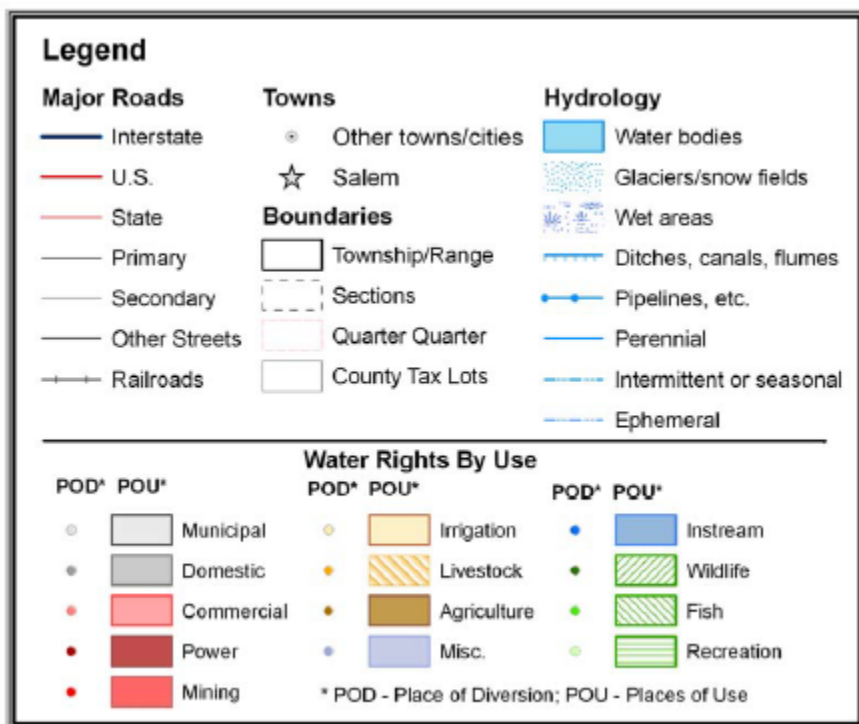 Legend
Major Roads
Interstate
U.S.
State
Primary
Secondary
Other Streets
Railroads
Towns
Other towns/cities
Salem
Boundaries
Township/Range
Sections
Quarter Quarter
County Tax Lots
Hydrology
Water bodies
Glaciers/snow fields
Wet areas
Ditches, canals, flumes
Pipelines, etc.
Perennial
Intermittent or seasonal
Ephemeral
Water Rights By Use
POD* POU*
Municipal
Domestic
Commercial
Power
Mining
POD* POU*
Irrigation
Livestock
Agriculture
Misc.
POD* POU*
Instream
Wildlife
Fish
Recreation
* POD - Place of Diversion; POU - Places of Use